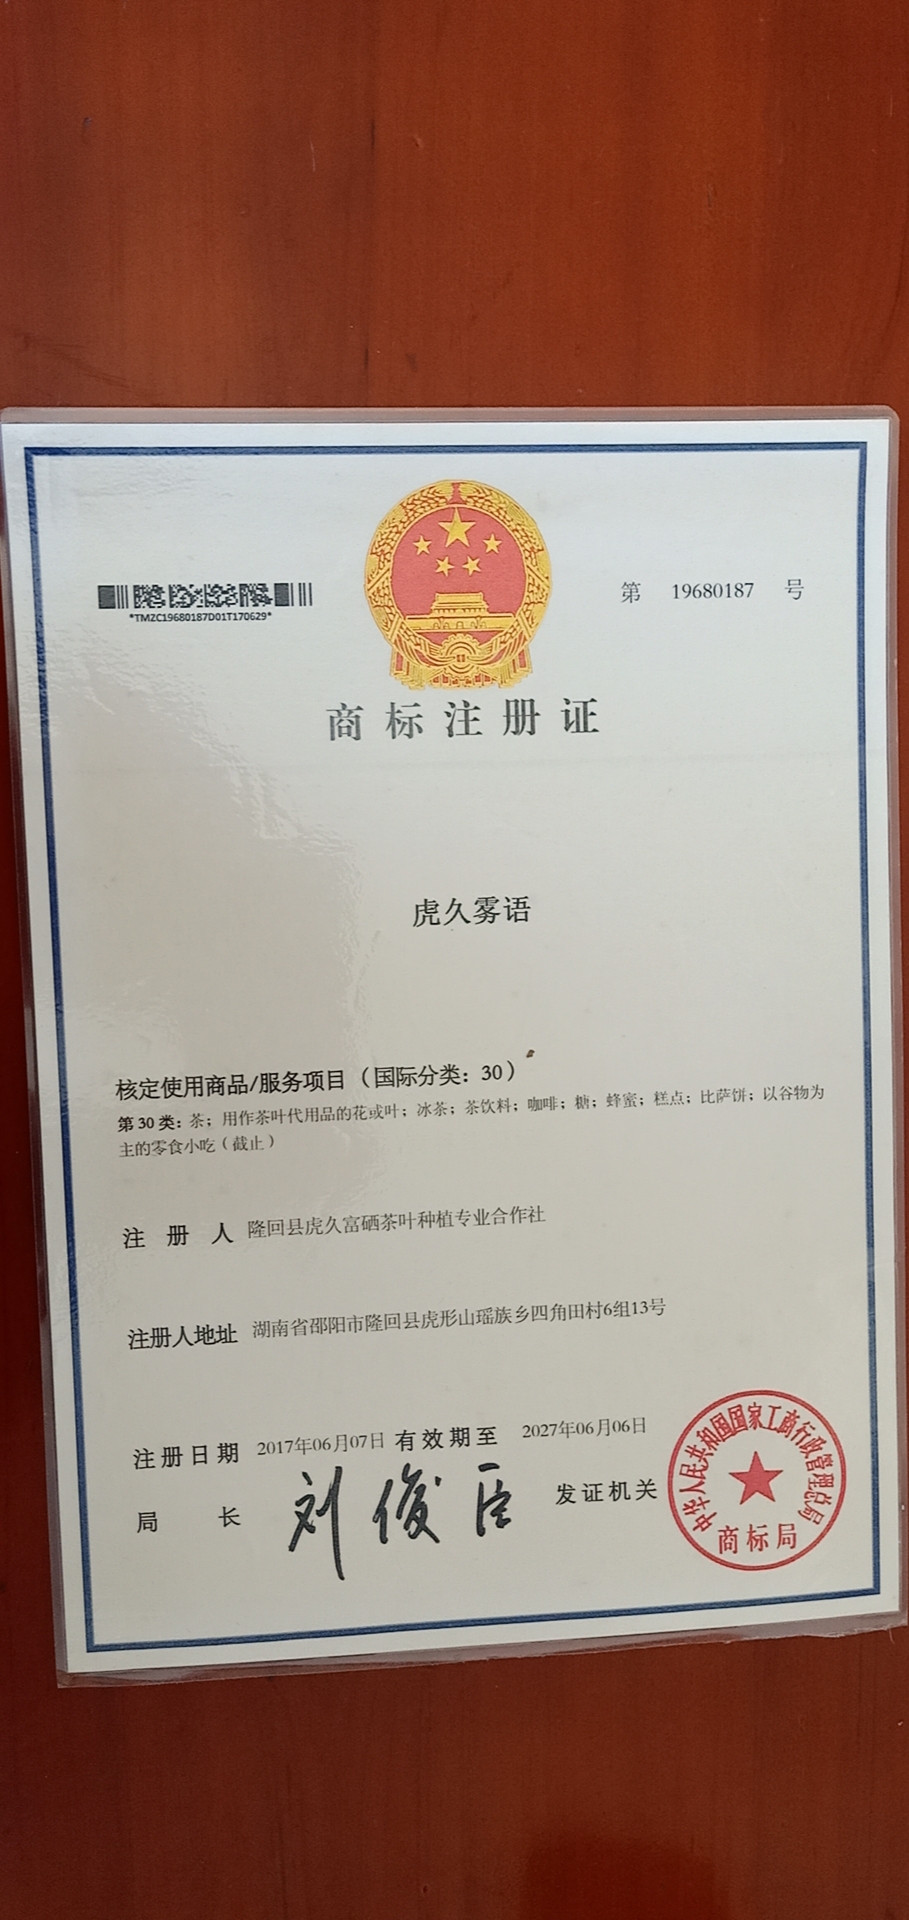 第 19680187 号
*TMZC19680187D01T170629*
商标注册证
虎久雾语
核定使用商品/服务项目（国际分类：30）
第30类：茶；用作茶叶代用品的花或叶；冰茶；茶饮料；咖啡；糖；蜂蜜；糕点；比萨饼；以谷物为
主的零食小吃（截止）
注册人 隆回县虎久富硒茶叶种植专业合作社
注册人地址 湖南省邵阳市隆回县虎形山瑶族乡四角田村6组13号
注册日期 2017年06月07日 有效期至 2027年06月06日
局长 刘俊臣 发证机关
中华人民共和国国家工商行政管理总局
商标局